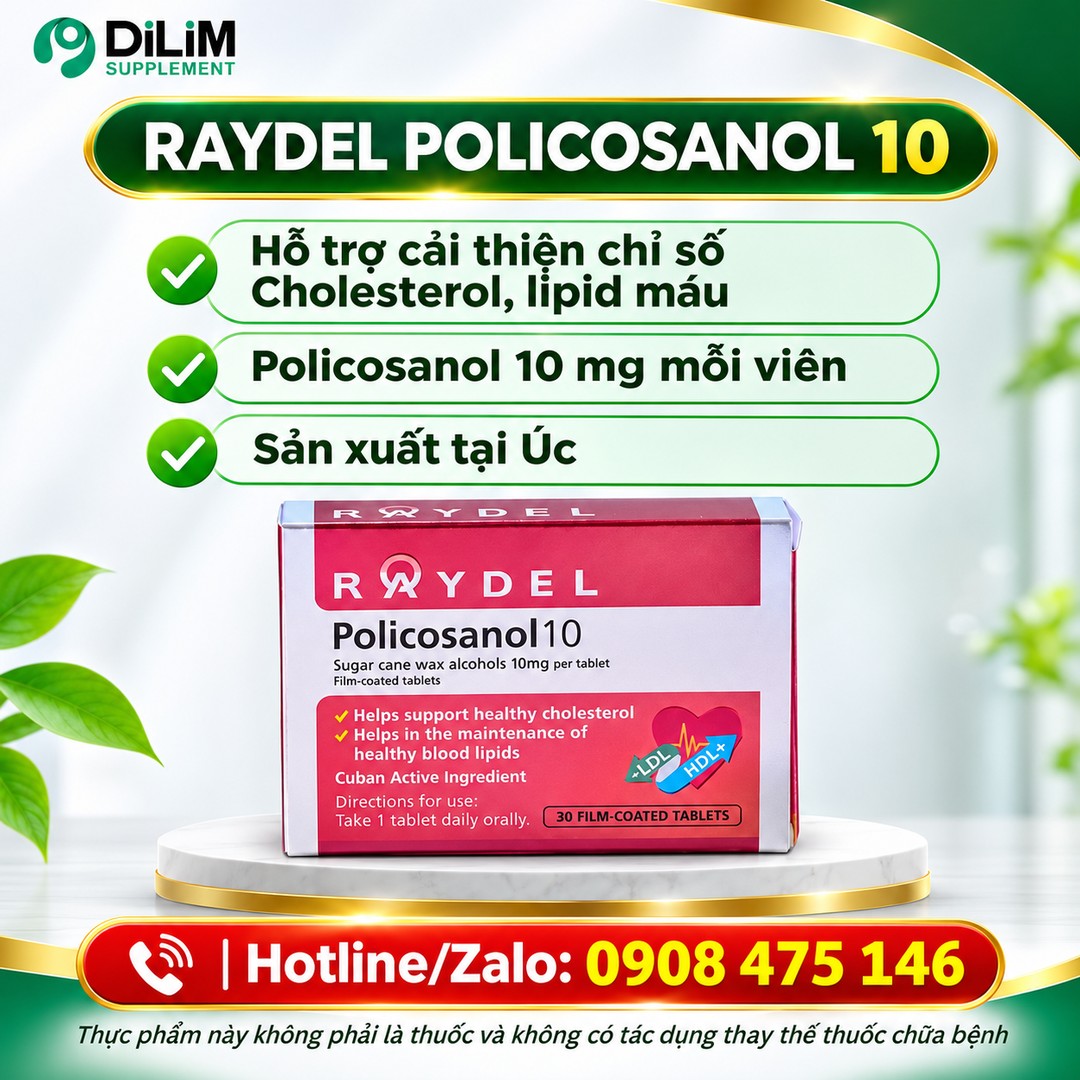 DiLiM
SUPPLEMENT
RAYDEL POLICOSANOL 10
Hỗ trợ cải thiện chỉ số
Cholesterol, lipid máu
Policosanol 10 mg mỗi viên
Sản xuất tại Úc
RAYDEL
RAYDEL
Policosanol10
Sugar cane wax alcohols 10mg per tablet
Film-coated tablets
Helps support healthy cholesterol
Helps in the maintenance of
healthy blood lipids
Cuban Active Ingredient
+LDL
HDL+
Directions for use:
Take 1 tablet daily orally.
30 FILM-COATED TABLETS
| Hotline/Zalo: 0908 475 146
Thực phẩm này không phải là thuốc và không có tác dụng thay thế thuốc chữa bệnh